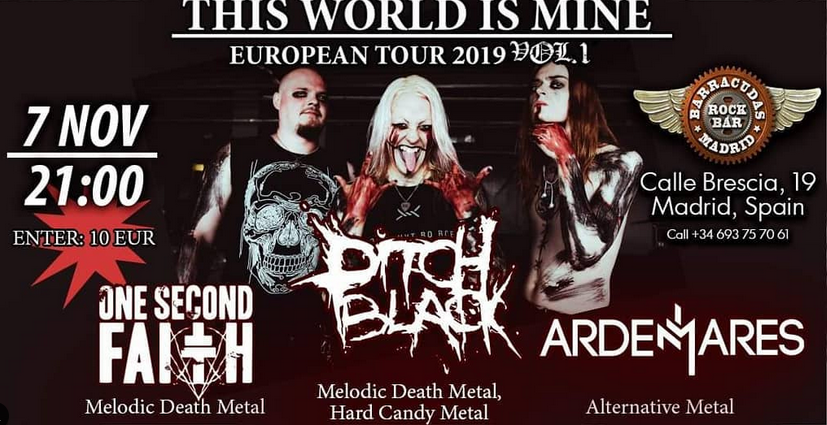 THIS WORLD IS MINE
EUROPEAN TOUR 2019 VOL.1
7 NOV
21:00
ENTER: 10 EUR
BARRACUDAS
ROCK
BAR
MADRID
Calle Brescia, 19
Madrid, Spain
Call +34 693 75 70 61
ONE SECOND
FAITH
Melodic Death Metal
PITCH
BLACK
Melodic Death Metal,
Hard Candy Metal
ARDEMARES
Alternative Metal